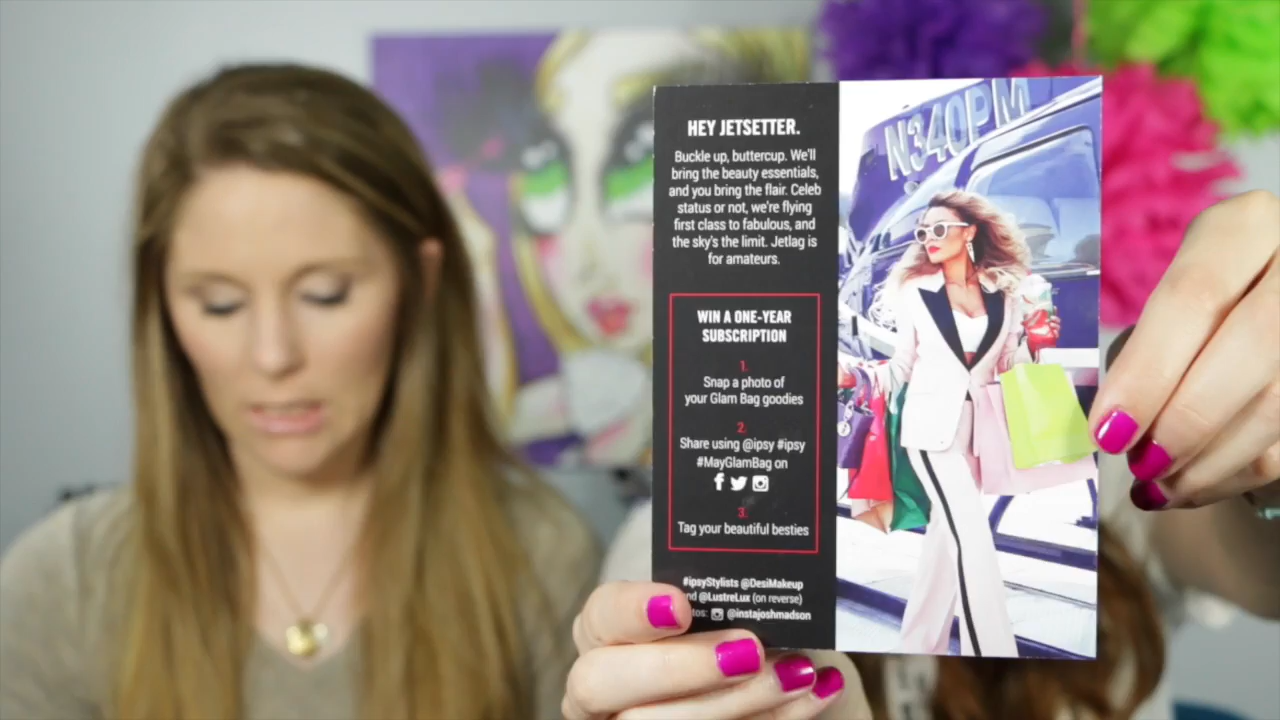 HEY JETSETTER.
Buckle up, buttercup. We'll
bring the beauty essentials,
and you bring the flair. Celeb
status or not, we're flying
first class to fabulous, and
the sky's the limit. Jetlag is
for amateurs.
WIN A ONE-YEAR
SUBSCRIPTION
1.
Snap a photo of
your Glam Bag goodies
2.
Share using @ipsy #ipsy
#MayGlamBag on
3.
Tag your beautiful besties
#ipsyStylists @DesiMakeup
and @LustreLux (on reverse)
@instajoshmadson
N340PM